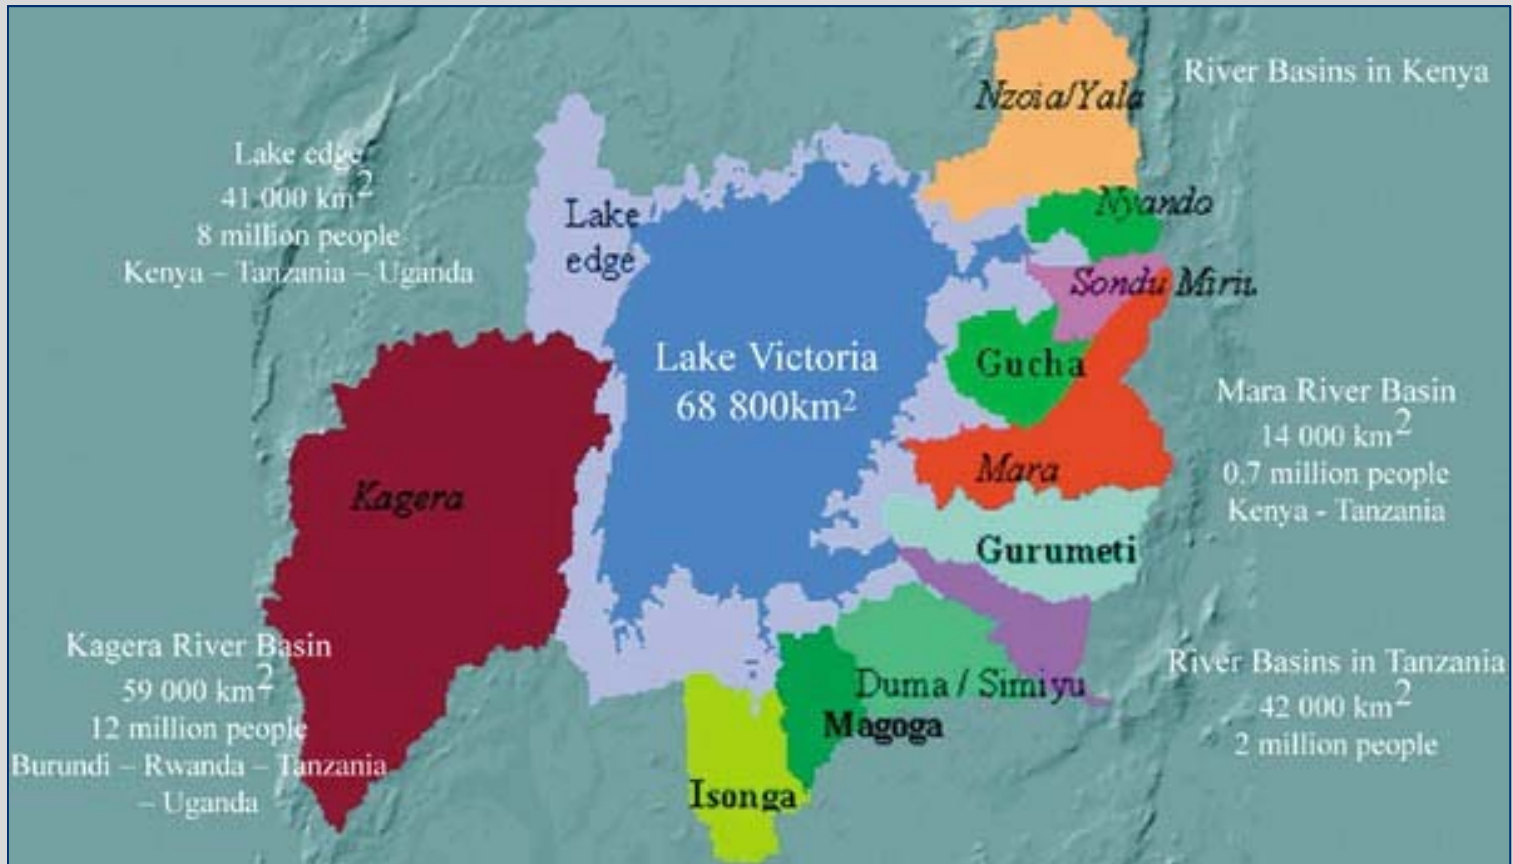 Nzoia/Yala
River Basins in Kenya
Lake edge
41 000 km2
8 million people
Kenya – Tanzania – Uganda
Lake
edge
Nyando
Sondu Miriu
Lake Victoria
68 800km2
Gucha
Mara River Basin
14 000 km2
0.7 million people
Kenya - Tanzania
Kagera
Mara
Gurumeti
Kagera River Basin
59 000 km2
12 million people
Burundi – Rwanda – Tanzania
– Uganda
River Basins in Tanzania
42 000 km2
2 million people
Duma / Simiyu
Magoga
Isonga